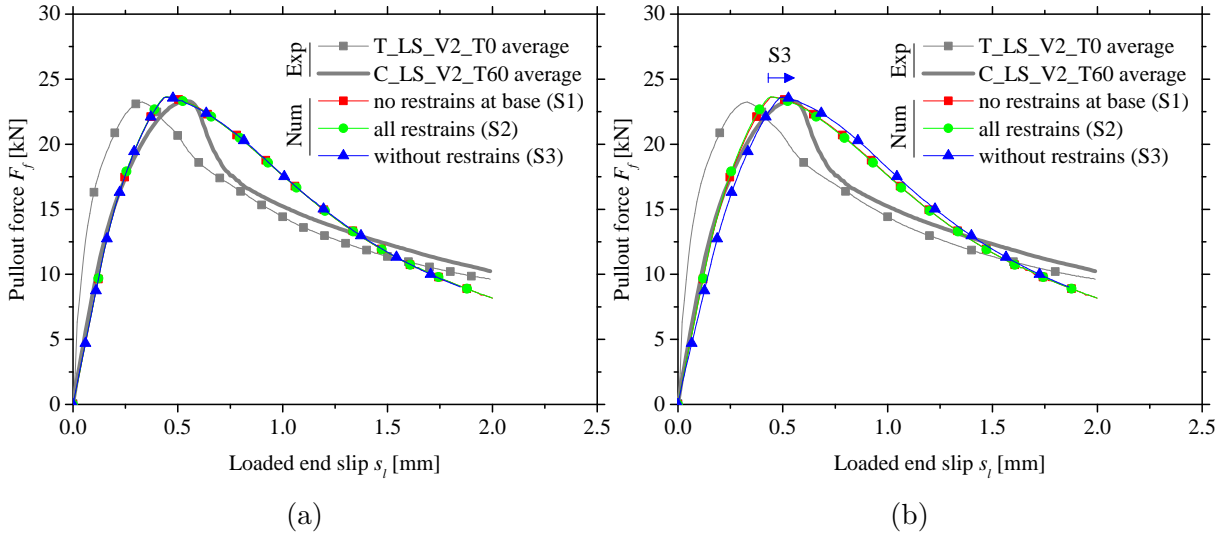 30
25
20
15
10
5
0
Pullout force F_f [kN]
Exp
T_LS_V2_T0 average
C_LS_V2_T60 average
Num
no restrains at base (S1)
all restrains (S2)
without restrains (S3)
0.0 0.5 1.0 1.5 2.0 2.5
Loaded end slip s_l [mm]
(a)
30
25
20
15
10
5
0
Pullout force F_f [kN]
S3
Exp
T_LS_V2_T0 average
C_LS_V2_T60 average
Num
no restrains at base (S1)
all restrains (S2)
without restrains (S3)
0.0 0.5 1.0 1.5 2.0 2.5
Loaded end slip s_l [mm]
(b)